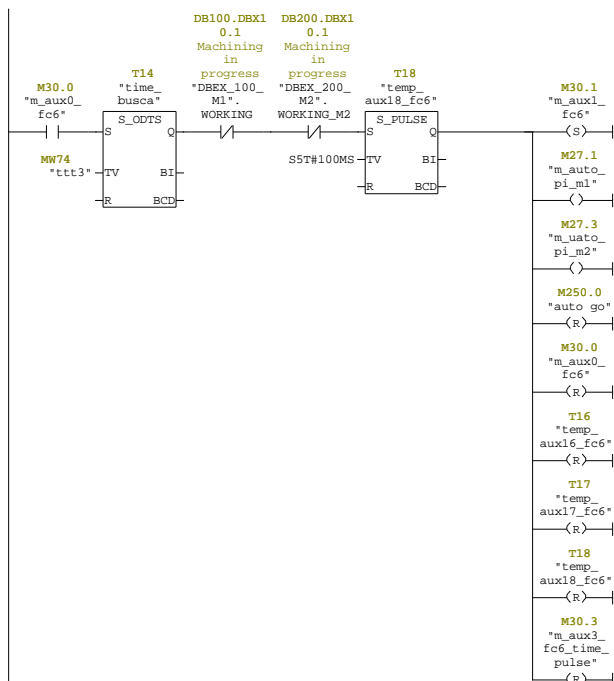 DB100.DBX1
0.1
Machining
in
progress
"DBEX_100_
M1".
WORKING
DB200.DBX1
0.1
Machining
in
progress
"DBEX_200_
M2".
WORKING_M2
M30.0
"m_aux0_
fc6"
T14
"time_
busca"
S_ODTS
S Q
MW74
"ttt3" TV BI
R BCD
T18
"temp_
aux18_fc6"
S_PULSE
S Q
S5T#100MS TV BI
R BCD
M30.1
"m_aux1_
fc6"
(S)
M27.1
"m_auto_
pi_m1"
( )
M27.3
"m_uato_
pi_m2"
( )
M250.0
"auto go"
(R)
M30.0
"m_aux0_
fc6"
(R)
T16
"temp_
aux16_fc6"
(R)
T17
"temp_
aux17_fc6"
(R)
T18
"temp_
aux18_fc6"
(R)
M30.3
"m_aux3_
fc6_time_
pulse"
(R)